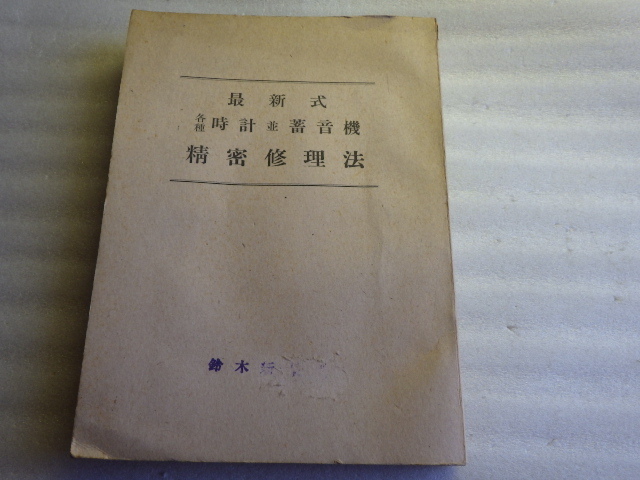 最新式
各種時計並蓄音機
精密修理法
鈴木